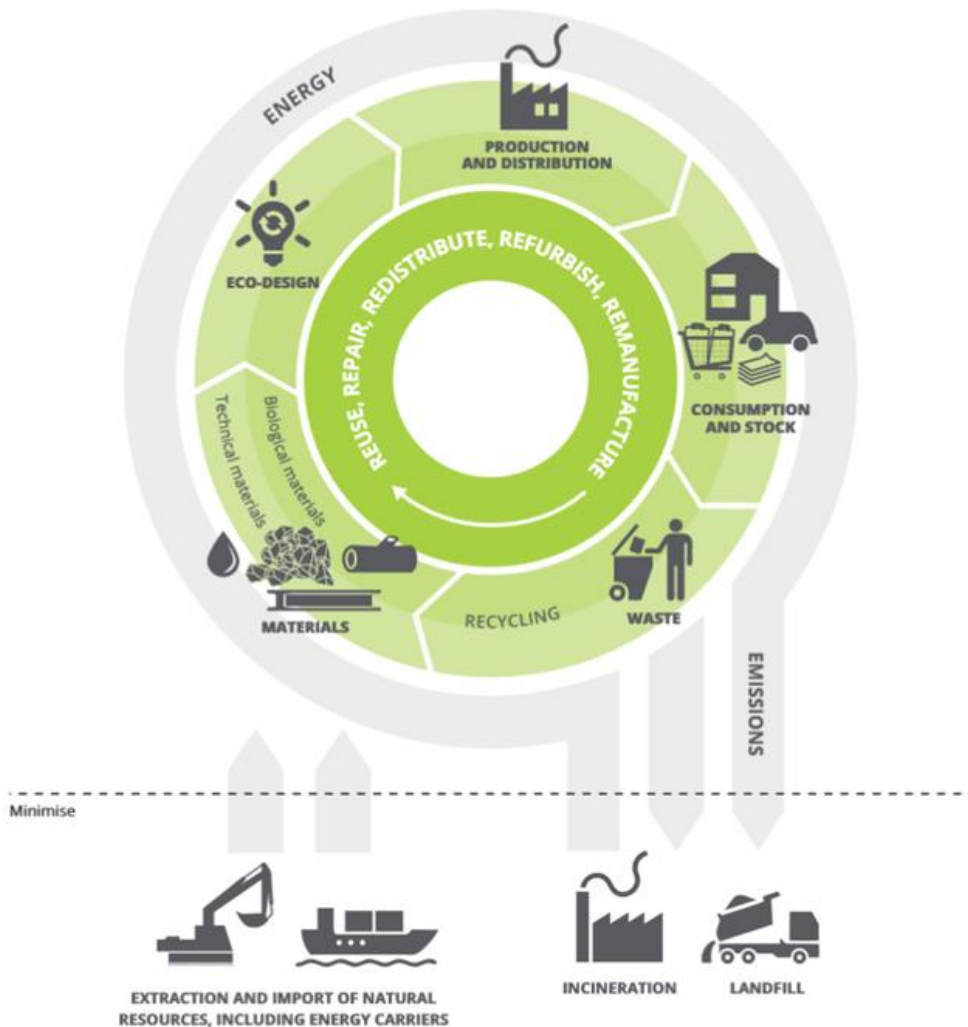 ENERGY
PRODUCTION
AND DISTRIBUTION
ECO-DESIGN
REUSE, REPAIR, REDISTRIBUTE, REFURBISH, REMANUFACTURE
CONSUMPTION
AND STOCK
Technical materials
Biological materials
MATERIALS
RECYCLING
WASTE
EMISSIONS
Minimise
EXTRACTION AND IMPORT OF NATURAL
RESOURCES, INCLUDING ENERGY CARRIERS
INCINERATION
LANDFILL